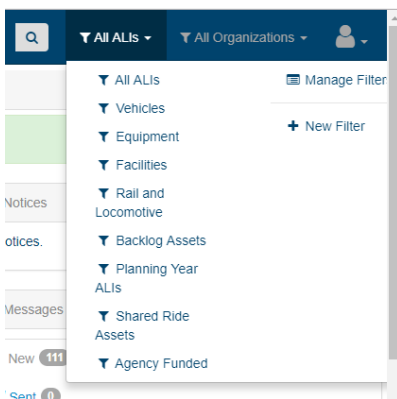 All ALIs
All Organizations
All ALIs
Manage Filter
Vehicles
New Filter
Equipment
Facilities
Rail and
Locomotive
Backlog Assets
Planning Year
ALIs
Shared Ride
Assets
Agency Funded
Notices
otices.
Messages
New 111
Sent 0